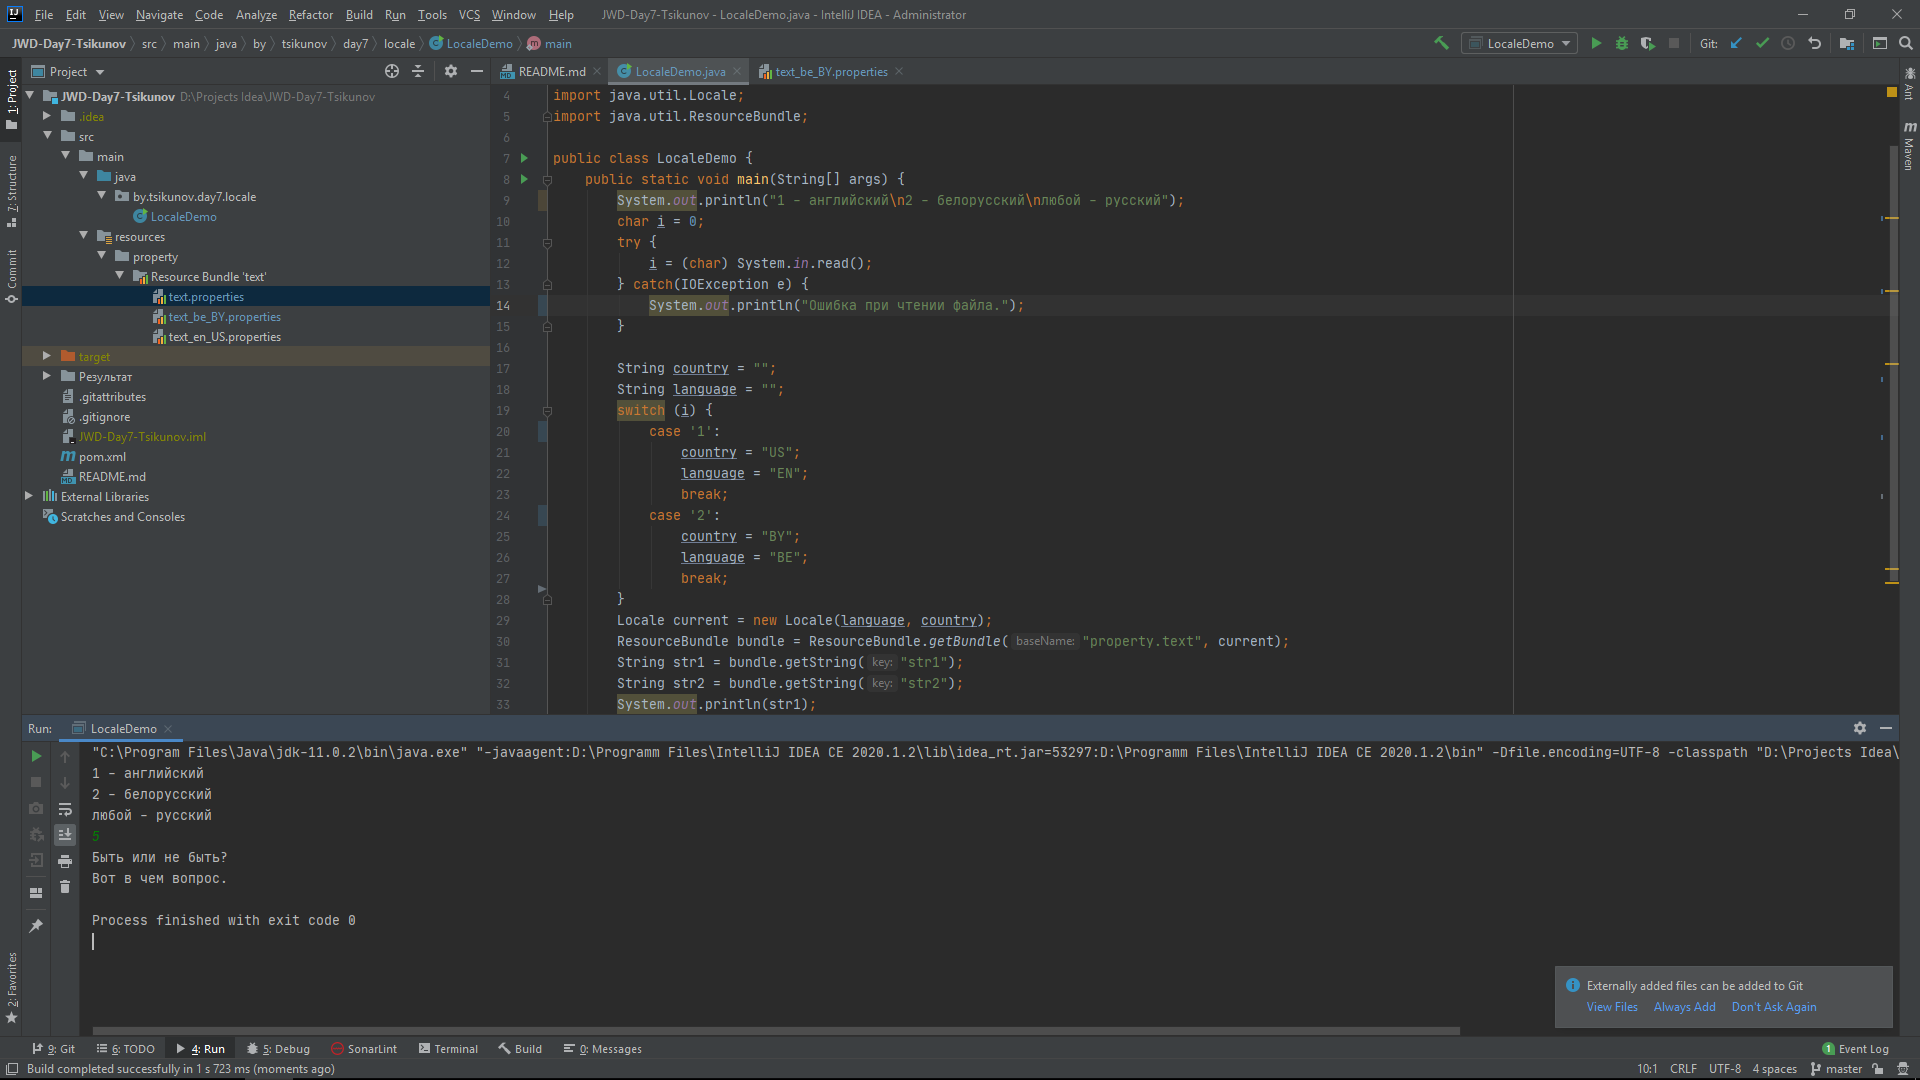 File Edit View Navigate Code Analyze Refactor Build Run Tools VCS Window Help JWD-Day7-Tsikunov - LocaleDemo.java - IntelliJ IDEA - Administrator
JWD-Day7-Tsikunov src main java by tsikunov day7 locale LocaleDemo main LocaleDemo Git:
Project
README.md LocaleDemo.java text_be_BY.properties
1: Project
7: Structure
Commit
2: Favorites
Ant
Maven
JWD-Day7-Tsikunov D:\Projects Idea\JWD-Day7-Tsikunov
.idea
src
main
java
by.tsikunov.day7.locale
LocaleDemo
resources
property
Resource Bundle 'text'
text.properties
text_be_BY.properties
text_en_US.properties
target
Результат
.gitattributes
.gitignore
JWD-Day7-Tsikunov.iml
pom.xml
README.md
External Libraries
Scratches and Consoles
4 import java.util.Locale;
5 import java.util.ResourceBundle;
6
7 public class LocaleDemo {
8 public static void main(String[] args) {
9 System.out.println("1 - английский\n2 - белорусский\nлюбой - русский");
10 char i = 0;
11 try {
12 i = (char) System.in.read();
13 } catch(IOException e) {
14 System.out.println("Ошибка при чтении файла.");
15 }
16
17 String country = "";
18 String language = "";
19 switch (i) {
20 case '1':
21 country = "US";
22 language = "EN";
23 break;
24 case '2':
25 country = "BY";
26 language = "BE";
27 break;
28 }
29 Locale current = new Locale(language, country);
30 ResourceBundle bundle = ResourceBundle.getBundle( baseName: "property.text", current);
31 String str1 = bundle.getString( key: "str1");
32 String str2 = bundle.getString( key: "str2");
33 System.out.println(str1);
Run: LocaleDemo
"C:\Program Files\Java\jdk-11.0.2\bin\java.exe" "-javaagent:D:\Programm Files\IntelliJ IDEA CE 2020.1.2\lib\idea_rt.jar=53297:D:\Programm Files\IntelliJ IDEA CE 2020.1.2\bin" -Dfile.encoding=UTF-8 -classpath "D:\Projects Idea\
1 - английский
2 - белорусский
любой - русский
5
Быть или не быть?
Вот в чем вопрос.
Process finished with exit code 0
Externally added files can be added to Git
View Files Always Add Don't Ask Again
9: Git 6: TODO 4: Run 5: Debug SonarLint Terminal Build 0: Messages 1 Event Log
Build completed successfully in 1 s 723 ms (moments ago) 10:1 CRLF UTF-8 4 spaces master